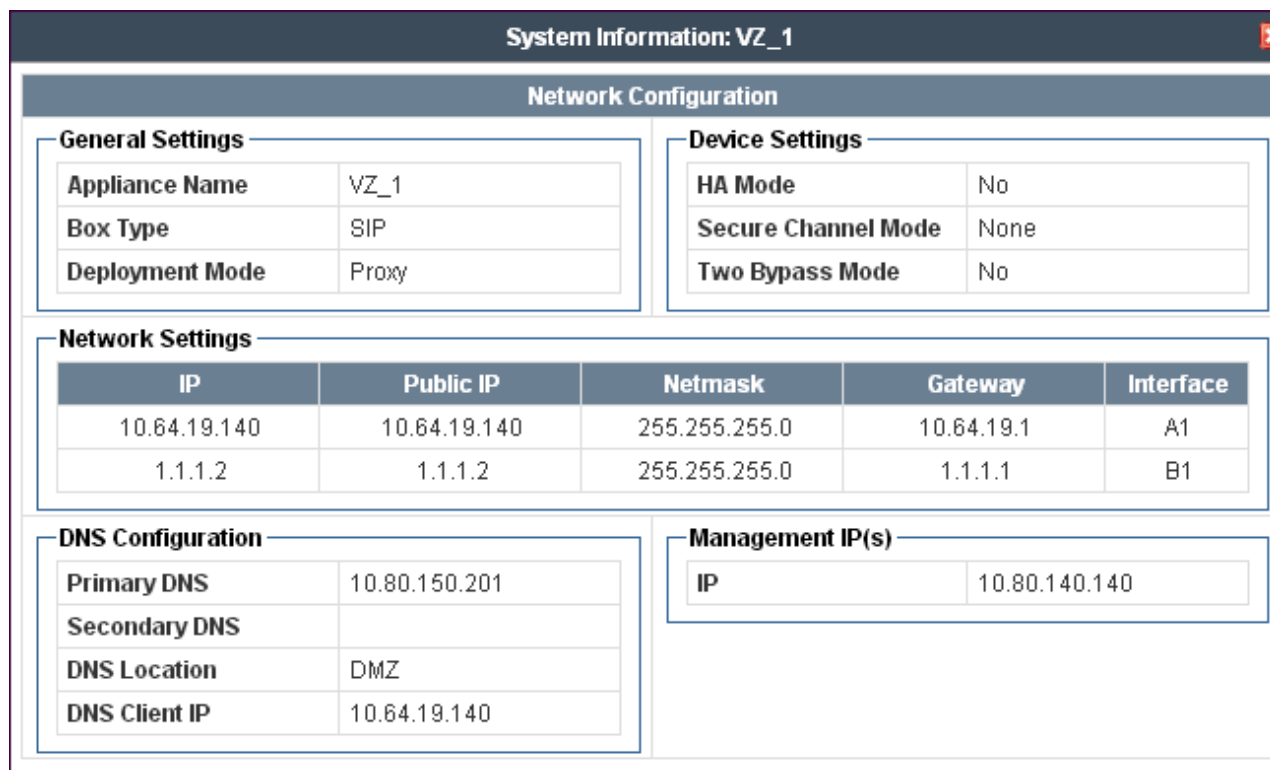 System Information: VZ_1
Network Configuration
General Settings
Appliance Name VZ_1
Box Type SIP
Deployment Mode Proxy
Device Settings
HA Mode No
Secure Channel Mode None
Two Bypass Mode No
Network Settings
IP Public IP Netmask Gateway Interface
10.64.19.140 10.64.19.140 255.255.255.0 10.64.19.1 A1
1.1.1.2 1.1.1.2 255.255.255.0 1.1.1.1 B1
DNS Configuration
Primary DNS 10.80.150.201
Secondary DNS
DNS Location DMZ
DNS Client IP 10.64.19.140
Management IP(s)
IP 10.80.140.140